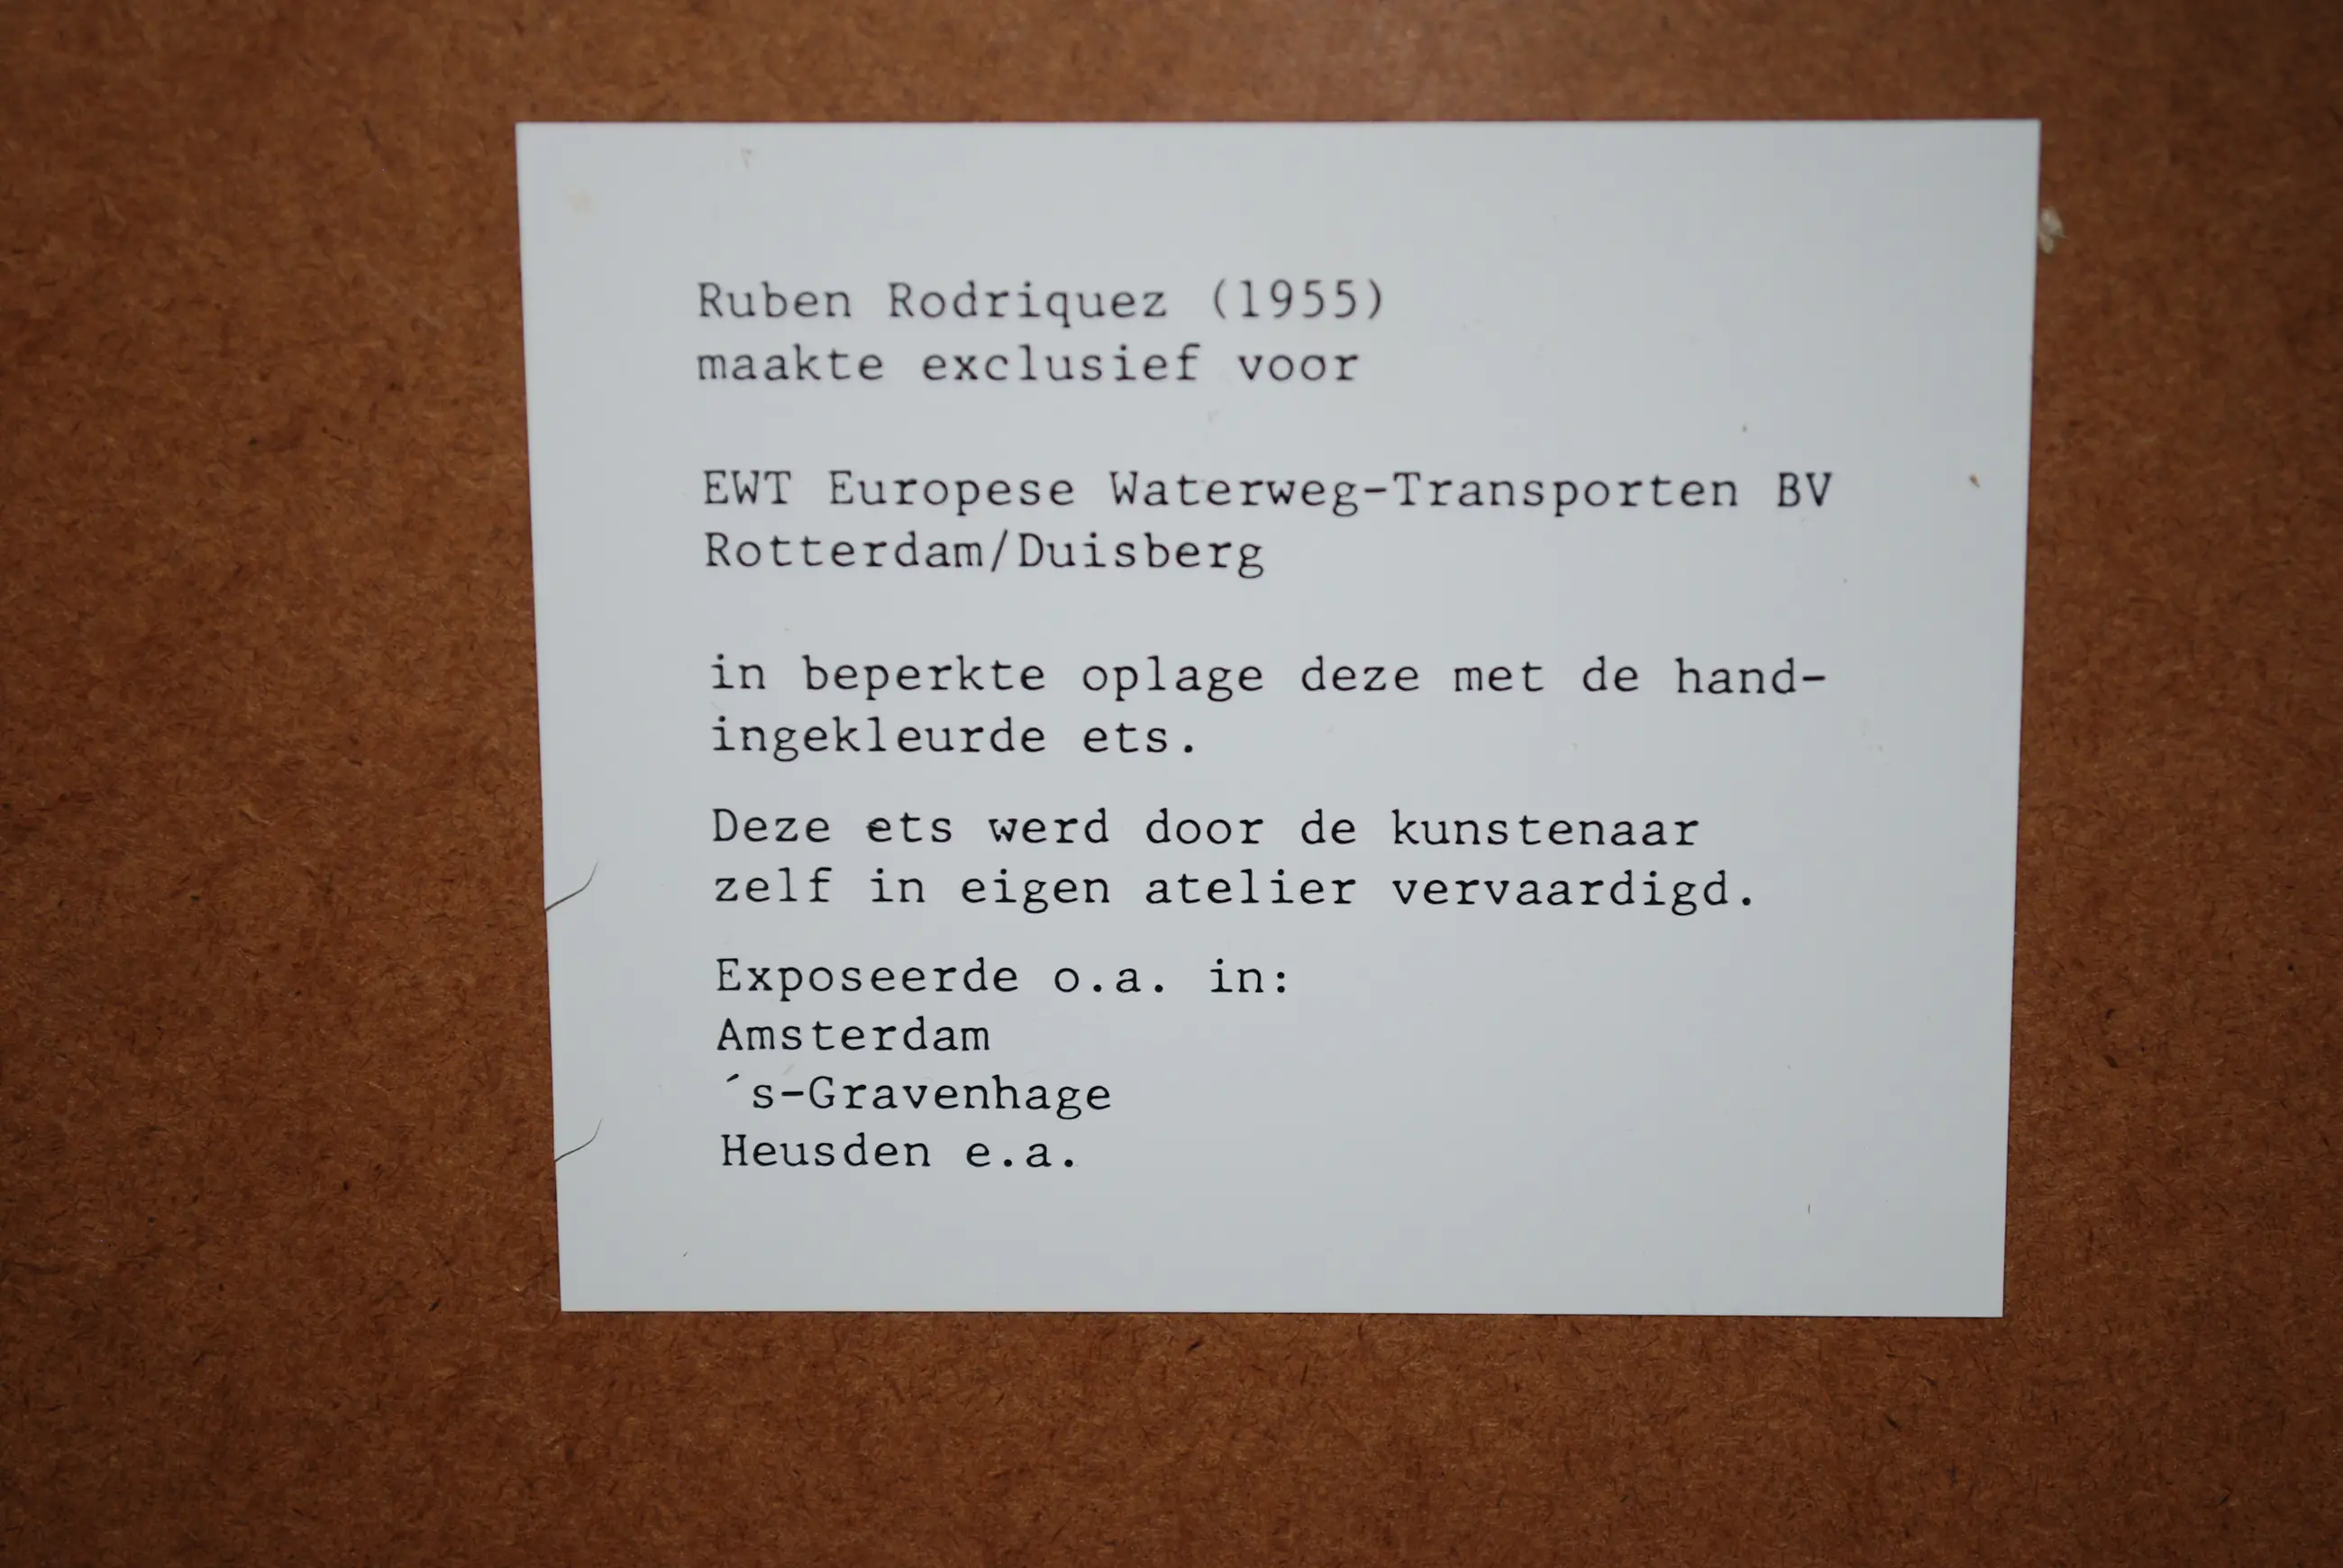 Ruben Rodriquez (1955)
maakte exclusief voor
EWT Europese Waterweg-Transporten BV
Rotterdam/Duisberg
in beperkte oplage deze met de hand-
ingekleurde ets.
Deze ets werd door de kunstenaar
zelf in eigen atelier vervaardigd.
Exposeerde o.a. in:
Amsterdam
´s-Gravenhage
Heusden e.a.